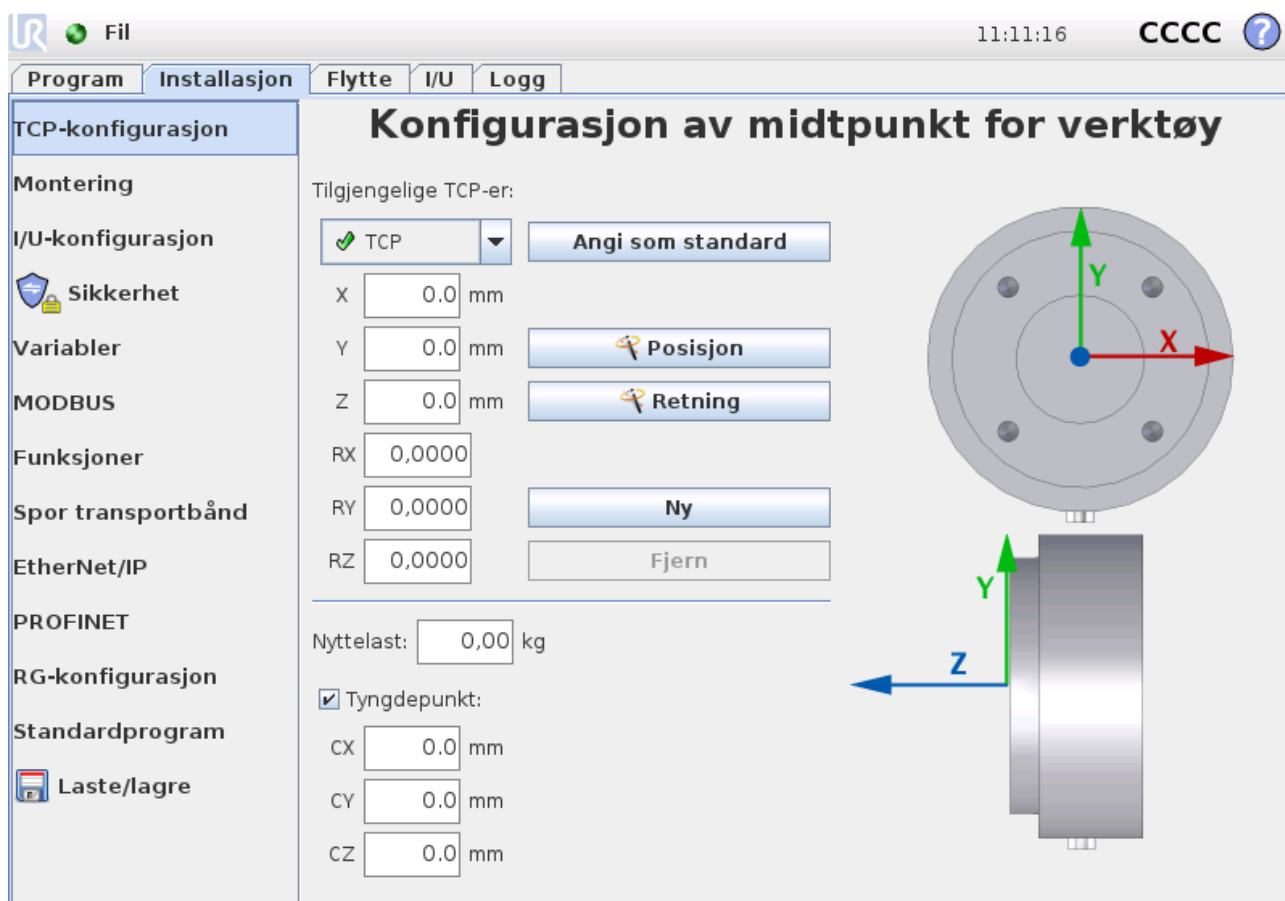 UR Fil 11:11:16 CCCC ?
Program Installasjon Flytte I/U Logg
TCP-konfigurasjon
Montering
I/U-konfigurasjon
Sikkerhet
Variabler
MODBUS
Funksjoner
Spor transportbånd
EtherNet/IP
PROFINET
RG-konfigurasjon
Standardprogram
Laste/lagre
Konfigurasjon av midtpunkt for verktøy
Tilgjengelige TCP-er:
TCP Angi som standard
X 0.0 mm
Y 0.0 mm Posisjon
Z 0.0 mm Retning
RX 0,0000
RY 0,0000 Ny
RZ 0,0000 Fjern
Nyttelast: 0,00 kg
Tyngdepunkt:
CX 0.0 mm
CY 0.0 mm
CZ 0.0 mm
Y
X
Y
Z